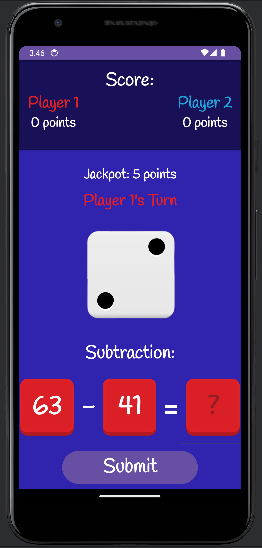 3:46
Score:
Player 1
Player 2
0 points
0 points
Jackpot: 5 points
Player 1's Turn
Subtraction:
63 - 41 = ?
Submit